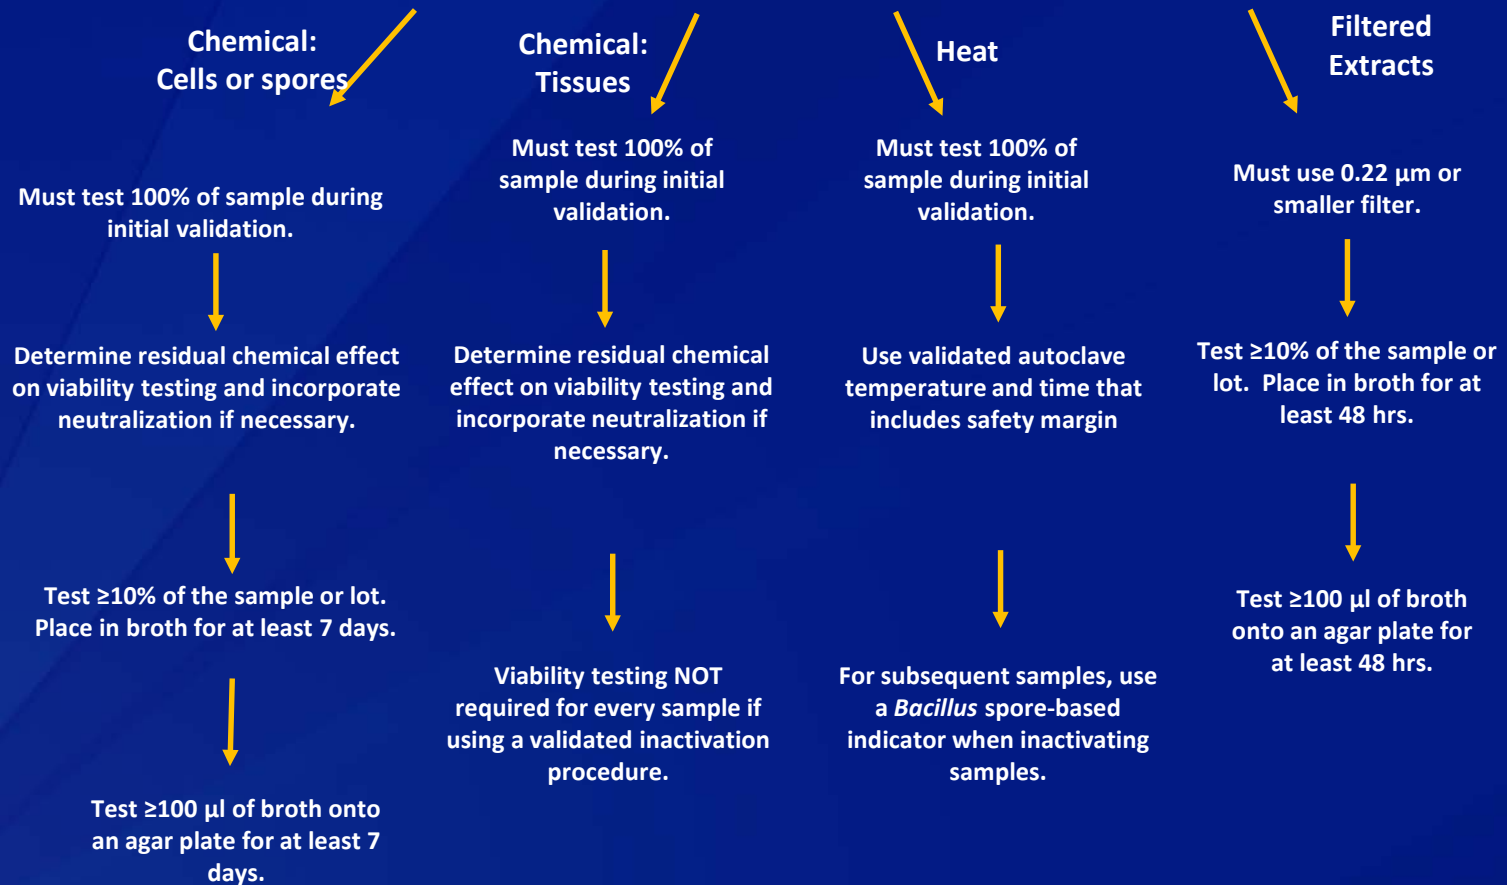 Chemical:
Cells or spores
Must test 100% of sample during
initial validation.
Determine residual chemical effect
on viability testing and incorporate
neutralization if necessary.
Test ≥10% of the sample or lot.
Place in broth for at least 7 days.
Test ≥100 µl of broth onto
an agar plate for at least 7
days.
Chemical:
Tissues
Must test 100% of
sample during initial
validation.
Determine residual chemical
effect on viability testing and
incorporate neutralization if
necessary.
Viability testing NOT
required for every sample if
using a validated inactivation
procedure.
Heat
Must test 100% of
sample during initial
validation.
Use validated autoclave
temperature and time that
includes safety margin
For subsequent samples, use
a Bacillus spore-based
indicator when inactivating
samples.
Filtered
Extracts
Must use 0.22 µm or
smaller filter.
Test ≥10% of the sample or
lot.  Place in broth for at
least 48 hrs.
Test ≥100 µl of broth
onto an agar plate for
at least 48 hrs.